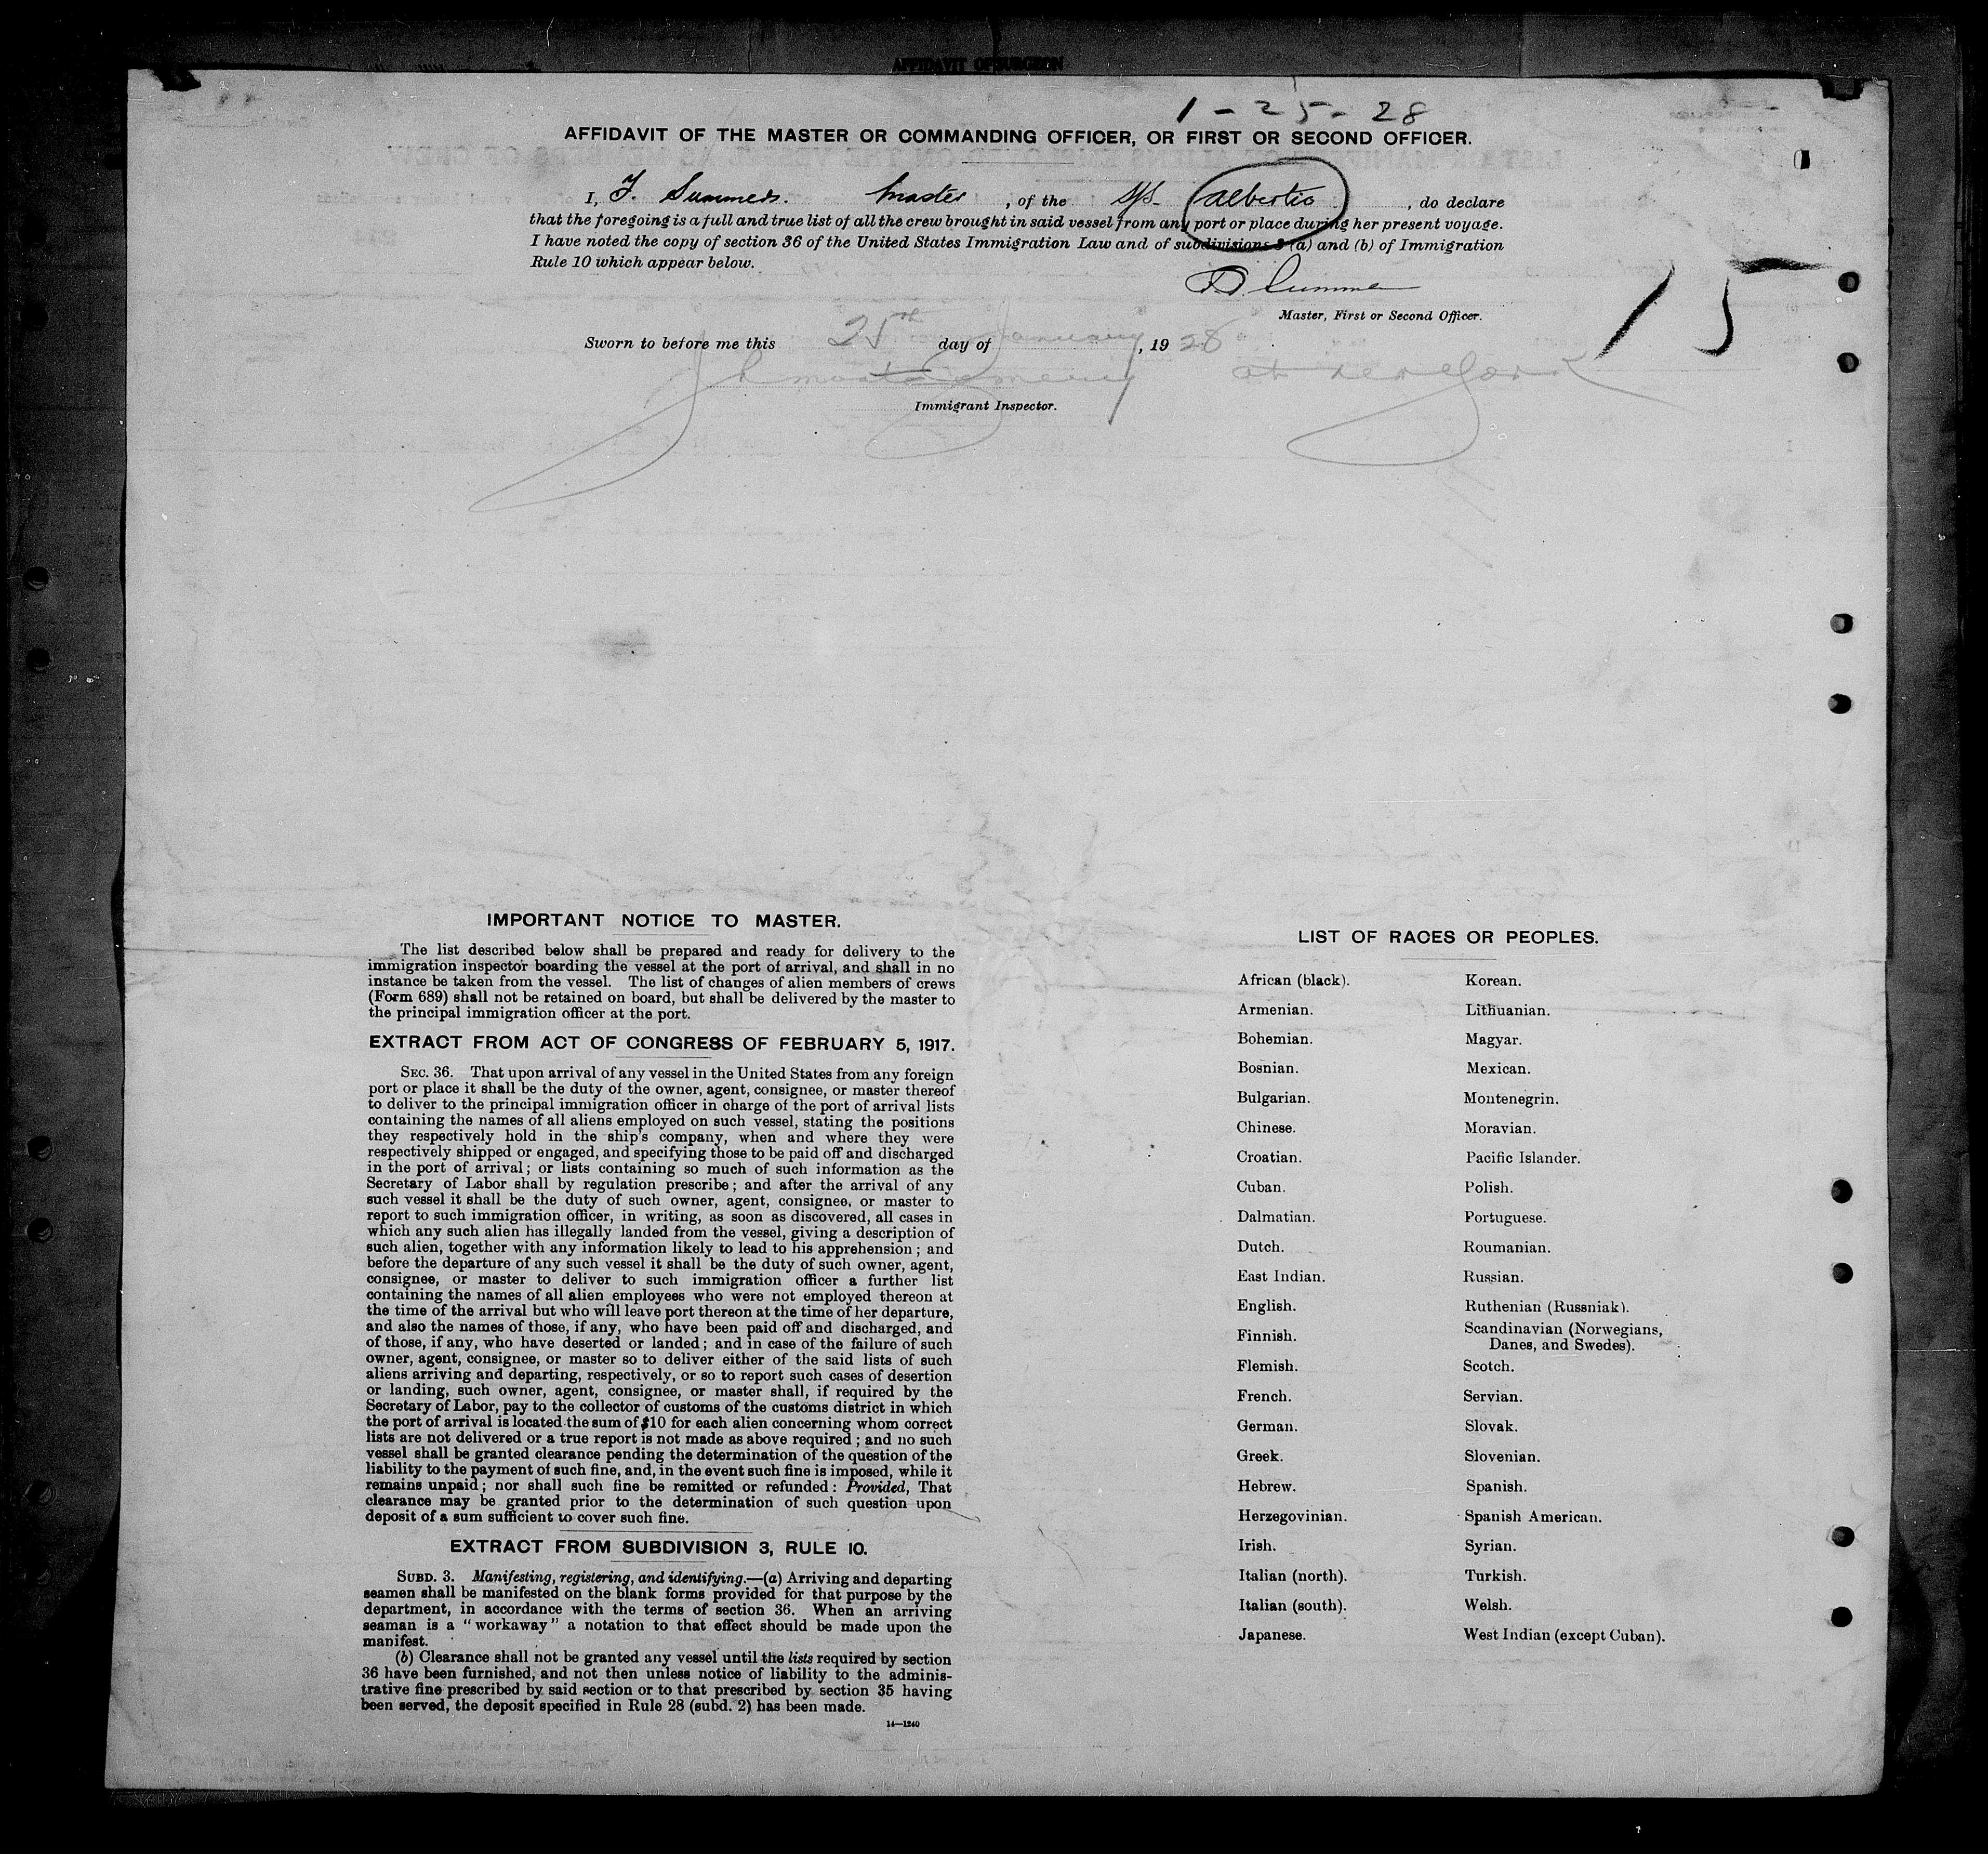 AFFIDAVIT OF SURGEON
1-25-28
AFFIDAVIT OF THE MASTER OR COMMANDING OFFICER, OR FIRST OR SECOND OFFICER.
I, F. Summers. Master, of the S/S- Albertic, do declare
that the foregoing is a full and true list of all the crew brought in said vessel from any port or place during her present voyage.
I have noted the copy of section 36 of the United States Immigration Law and of subdivisions 3 (a) and (b) of Immigration
Rule 10 which appear below.
Master, First or Second Officer.
15
Sworn to before me this 25th day of January, 1928
at New York
Immigrant Inspector.
IMPORTANT NOTICE TO MASTER.
The list described below shall be prepared and ready for delivery to the
immigration inspector boarding the vessel at the port of arrival, and shall in no
instance be taken from the vessel. The list of changes of alien members of crews
(Form 689) shall not be retained on board, but shall be delivered by the master to
the principal immigration officer at the port.
EXTRACT FROM ACT OF CONGRESS OF FEBRUARY 5, 1917.
SEC. 36. That upon arrival of any vessel in the United States from any foreign
port or place it shall be the duty of the owner, agent, consignee, or master thereof
to deliver to the principal immigration officer in charge of the port of arrival lists
containing the names of all aliens employed on such vessel, stating the positions
they respectively hold in the ship's company, when and where they were
respectively shipped or engaged, and specifying those to be paid off and discharged
in the port of arrival; or lists containing so much of such information as the
Secretary of Labor shall by regulation prescribe; and after the arrival of any
such vessel it shall be the duty of such owner, agent, consignee, or master to
report to such immigration officer, in writing, as soon as discovered, all cases in
which any such alien has illegally landed from the vessel, giving a description of
such alien, together with any information likely to lead to his apprehension; and
before the departure of any such vessel it shall be the duty of such owner, agent,
consignee, or master to deliver to such immigration officer a further list
containing the names of all alien employees who were not employed thereon at
the time of the arrival but who will leave port thereon at the time of her departure,
and also the names of those, if any, who have been paid off and discharged, and
of those, if any, who have deserted or landed; and in case of the failure of such
owner, agent, consignee, or master so to deliver either of the said lists of such
aliens arriving and departing, respectively, or so to report such cases of desertion
or landing, such owner, agent, consignee, or master shall, if required by the
Secretary of Labor, pay to the collector of customs of the customs district in which
the port of arrival is located the sum of $10 for each alien concerning whom correct
lists are not delivered or a true report is not made as above required; and no such
vessel shall be granted clearance pending the determination of the question of the
liability to the payment of such fine, and, in the event such fine is imposed, while it
remains unpaid; nor shall such fine be remitted or refunded: Provided, That
clearance may be granted prior to the determination of such question upon
deposit of a sum sufficient to cover such fine.
EXTRACT FROM SUBDIVISION 3, RULE 10.
SUBD. 3. Manifesting, registering, and identifying.—(a) Arriving and departing
seamen shall be manifested on the blank forms provided for that purpose by the
department, in accordance with the terms of section 36. When an arriving
seaman is a "workaway" a notation to that effect should be made upon the
manifest.
(b) Clearance shall not be granted any vessel until the lists required by section
36 have been furnished, and not then unless notice of liability to the adminis-
trative fine prescribed by said section or to that prescribed by section 35 having
been served, the deposit specified in Rule 28 (subd. 2) has been made.
14—1240
LIST OF RACES OR PEOPLES.
African (black).
Armenian.
Bohemian.
Bosnian.
Bulgarian.
Chinese.
Croatian.
Cuban.
Dalmatian.
Dutch.
East Indian.
English.
Finnish.
Flemish.
French.
German.
Greek.
Hebrew.
Herzegovinian.
Irish.
Italian (north).
Italian (south).
Japanese.
Korean.
Lithuanian.
Magyar.
Mexican.
Montenegrin.
Moravian.
Pacific Islander.
Polish.
Portuguese.
Roumanian.
Russian.
Ruthenian (Russniak).
Scandinavian (Norwegians,
Danes, and Swedes).
Scotch.
Servian.
Slovak.
Slovenian.
Spanish.
Spanish American.
Syrian.
Turkish.
Welsh.
West Indian (except Cuban).